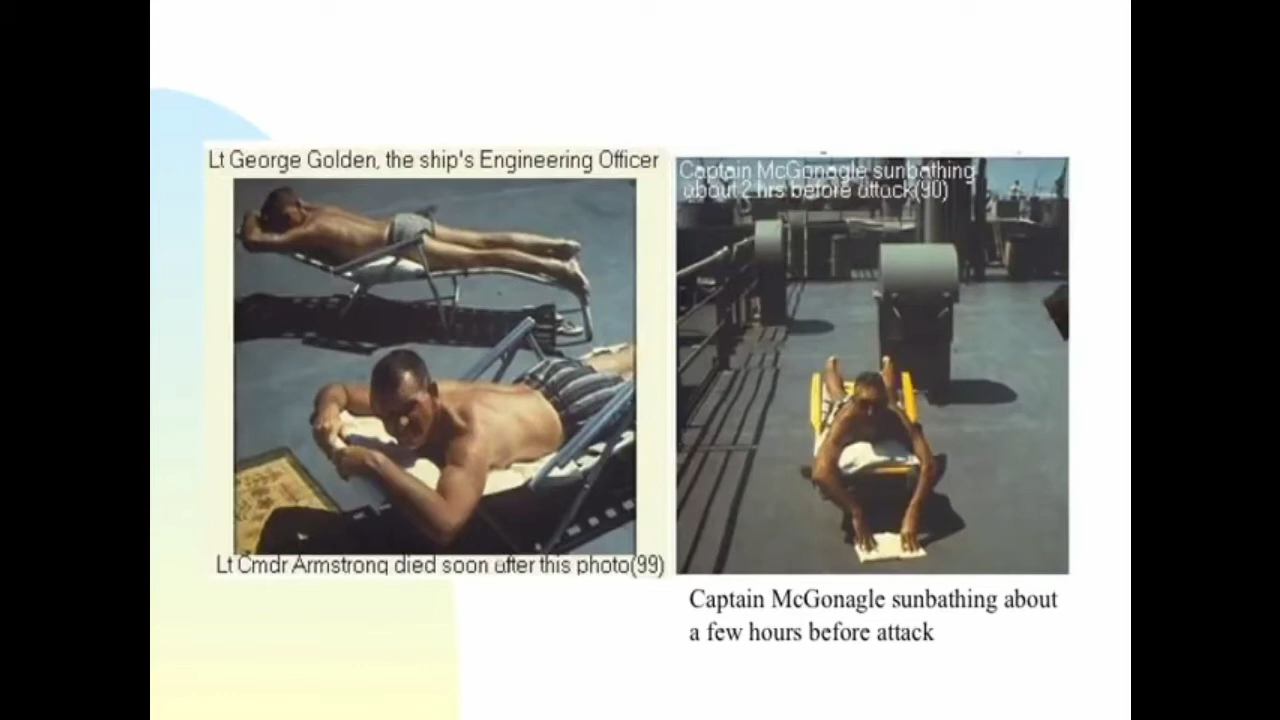 Lt George Golden, the ship's Engineering Officer
Lt Cmdr Armstrong died soon after this photo(99)
Captain McGonagle sunbathing
about 2 hrs before attack(90)
Captain McGonagle sunbathing about
a few hours before attack